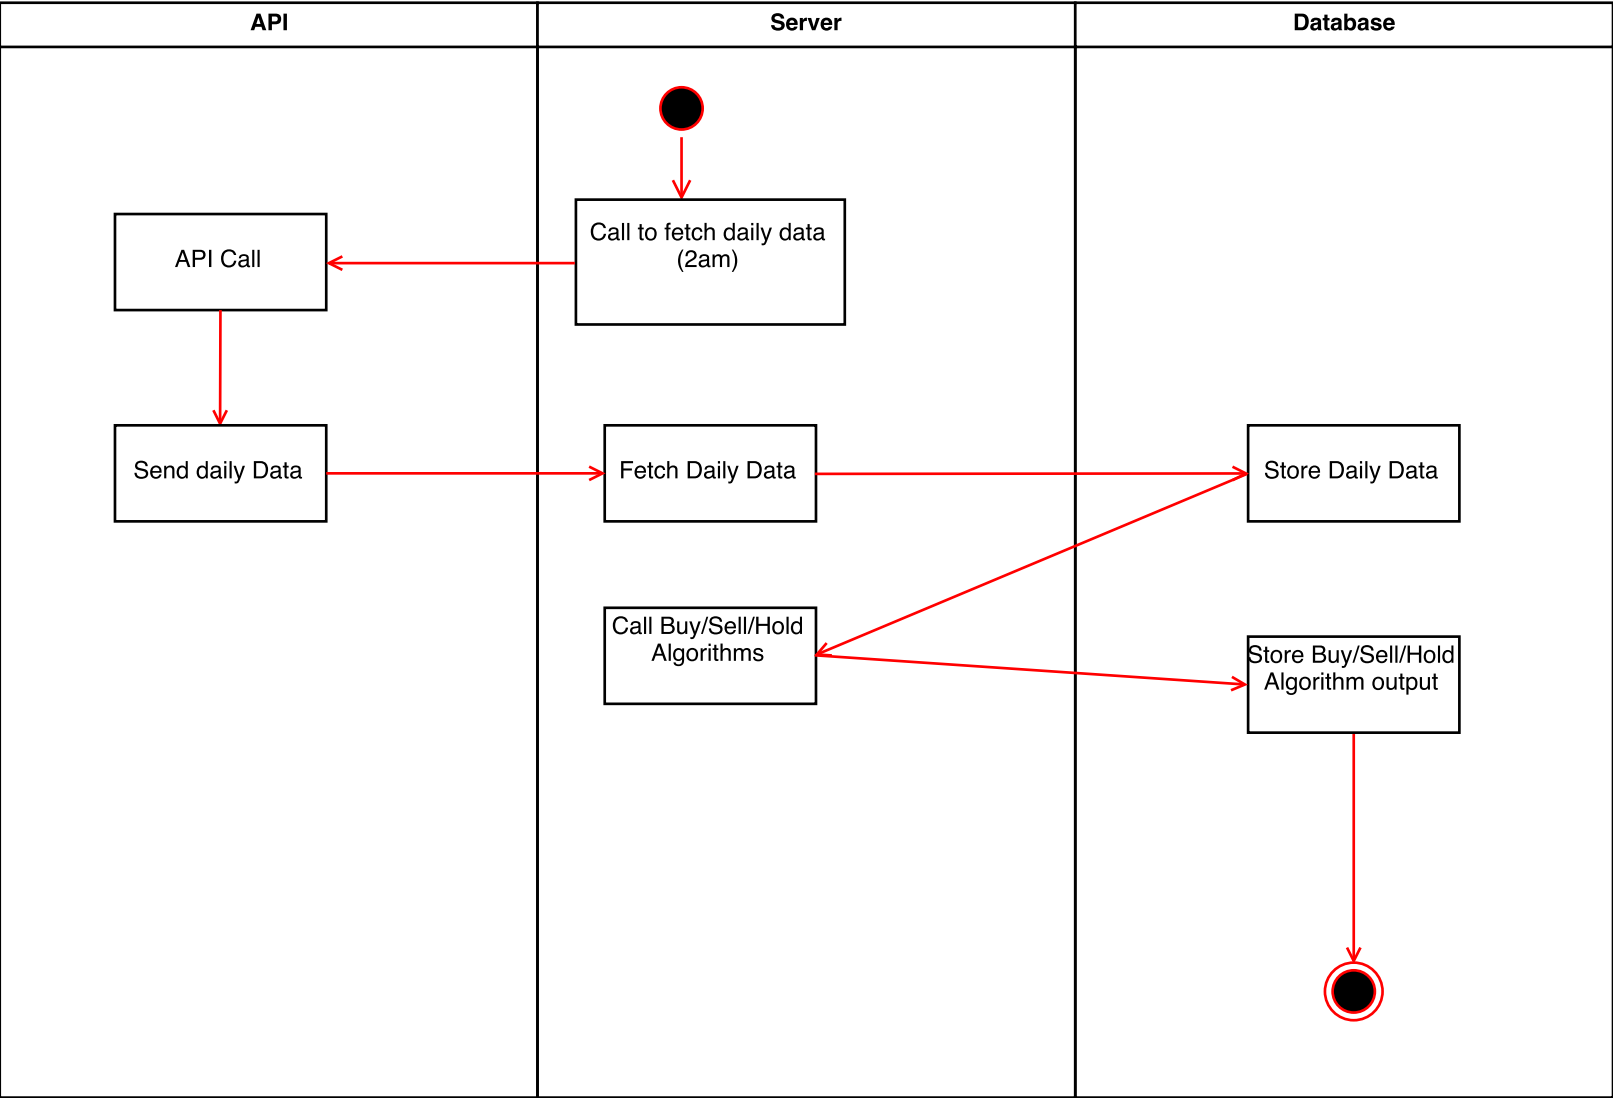 API
Server
Database
Call to fetch daily data
(2am)
API Call
Send daily Data
Fetch Daily Data
Store Daily Data
Call Buy/Sell/Hold
Algorithms
Store Buy/Sell/Hold
Algorithm output